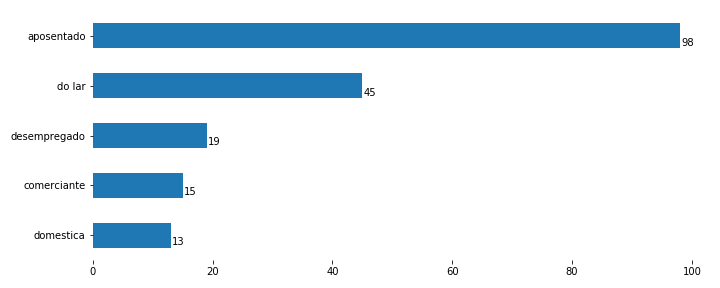 aposentado
98
do lar
45
desempregado
19
comerciante
15
domestica
13
0 20 40 60 80 100